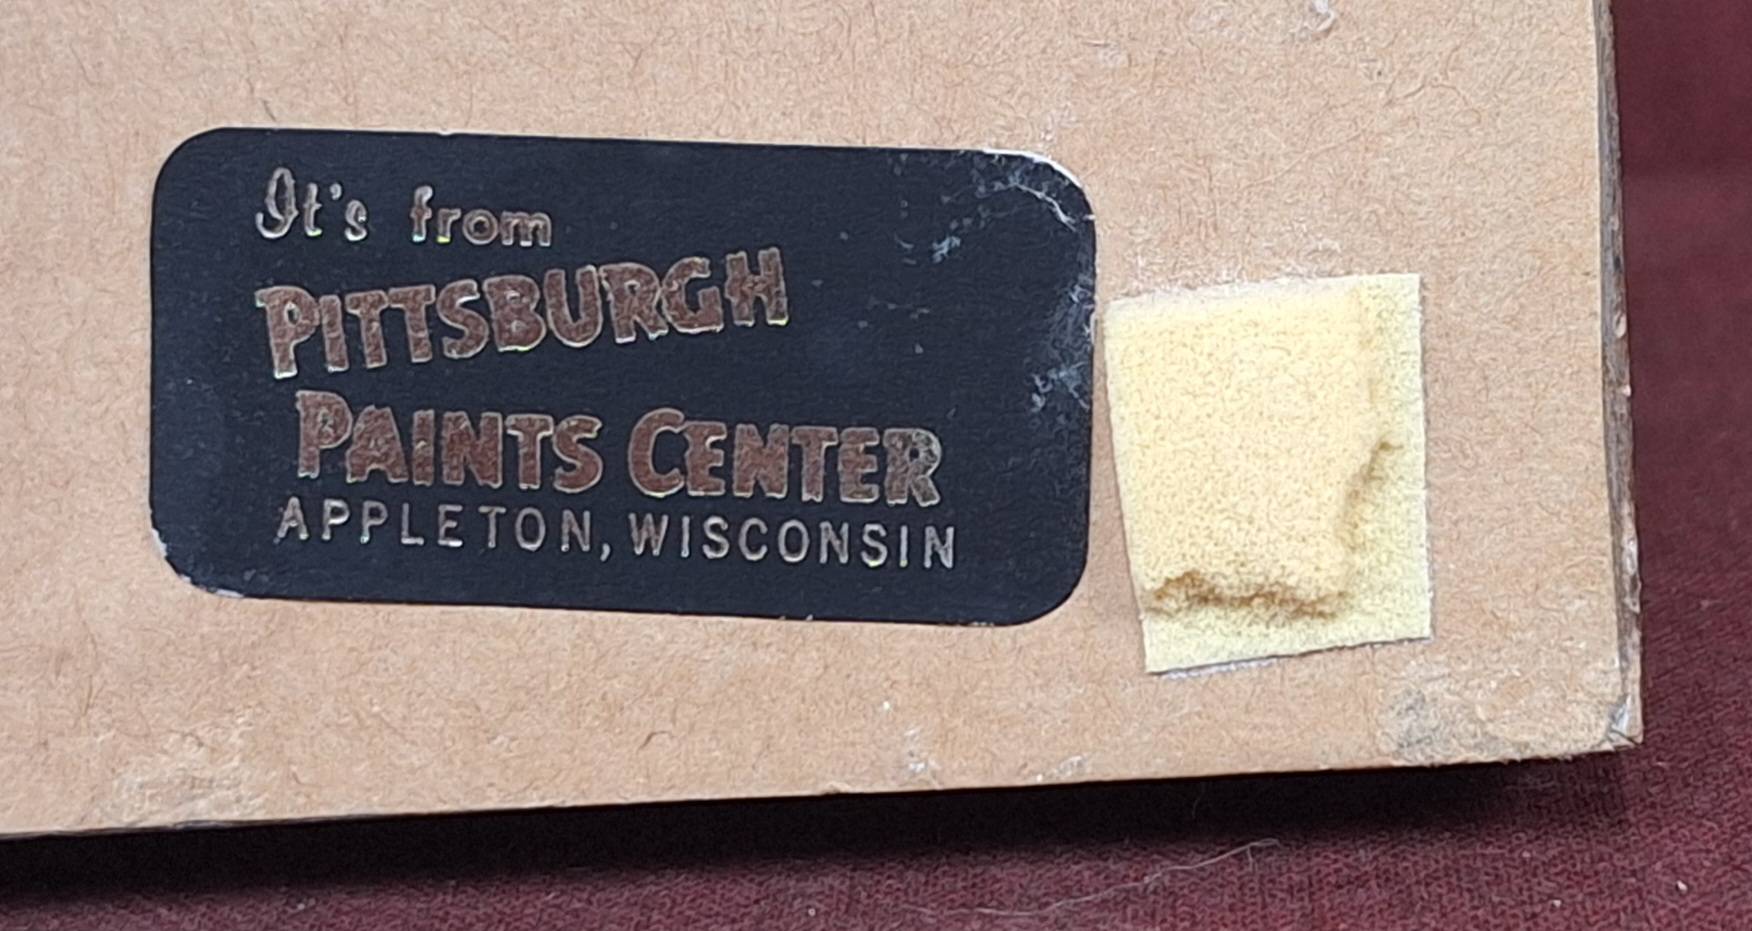 It's from
PITTSBURGH
PAINTS CENTER
APPLETON, WISCONSIN